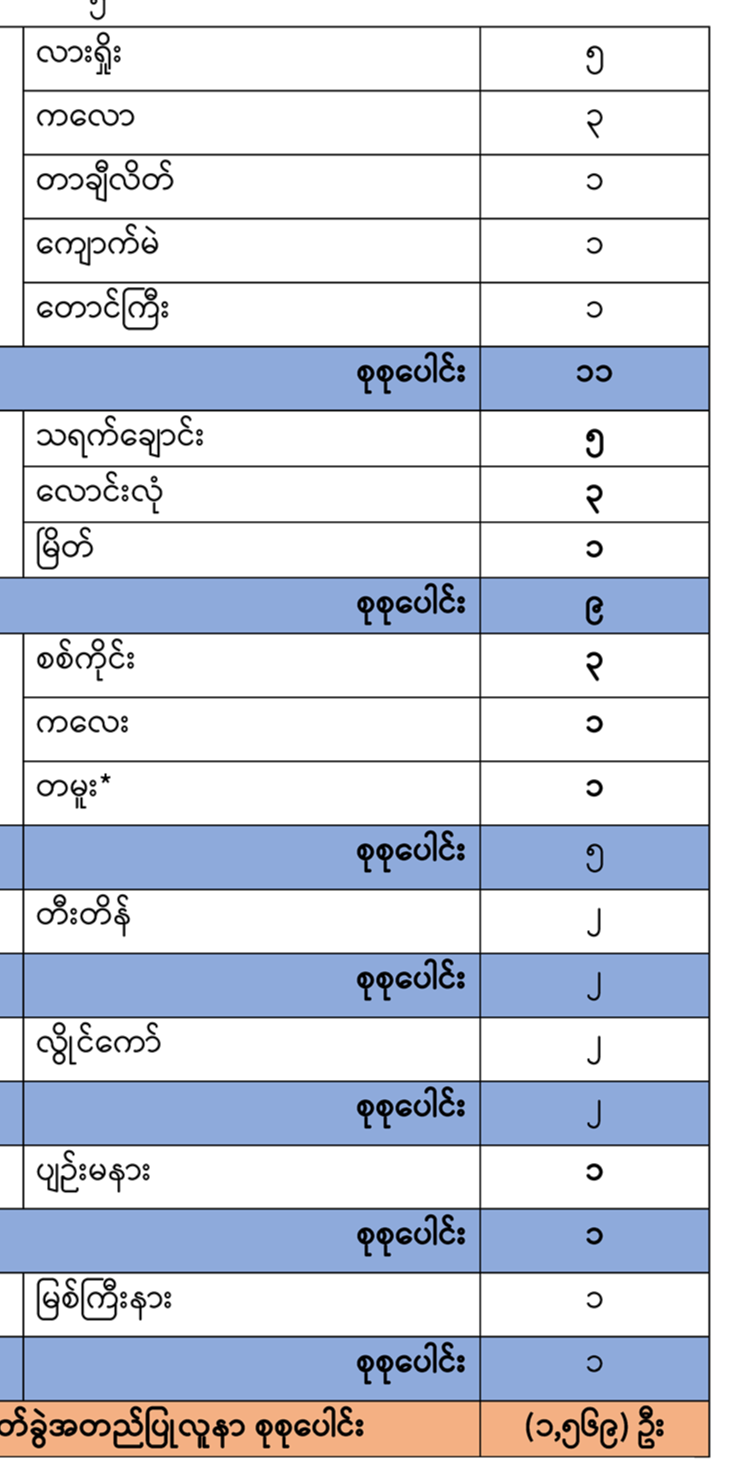 လားရှိုး ၅
ကလော ၃
တာချီလိတ် ၁
ကျောက်မဲ ၁
တောင်ကြီး ၁
စုစုပေါင်း ၁၁
သရက်ချောင်း ၅
လောင်းလုံ ၃
မြိတ် ၁
စုစုပေါင်း ၉
စစ်ကိုင်း ၃
ကလေး ၁
တမူး* ၁
စုစုပေါင်း ၅
တီးတိန် ၂
စုစုပေါင်း ၂
လွိုင်ကော် ၂
စုစုပေါင်း ၂
ပျဉ်းမနား ၁
စုစုပေါင်း ၁
မြစ်ကြီးနား ၁
စုစုပေါင်း ၁
တ်ခွဲအတည်ပြုလူနာ စုစုပေါင်း (၁,၅၆၉) ဦး